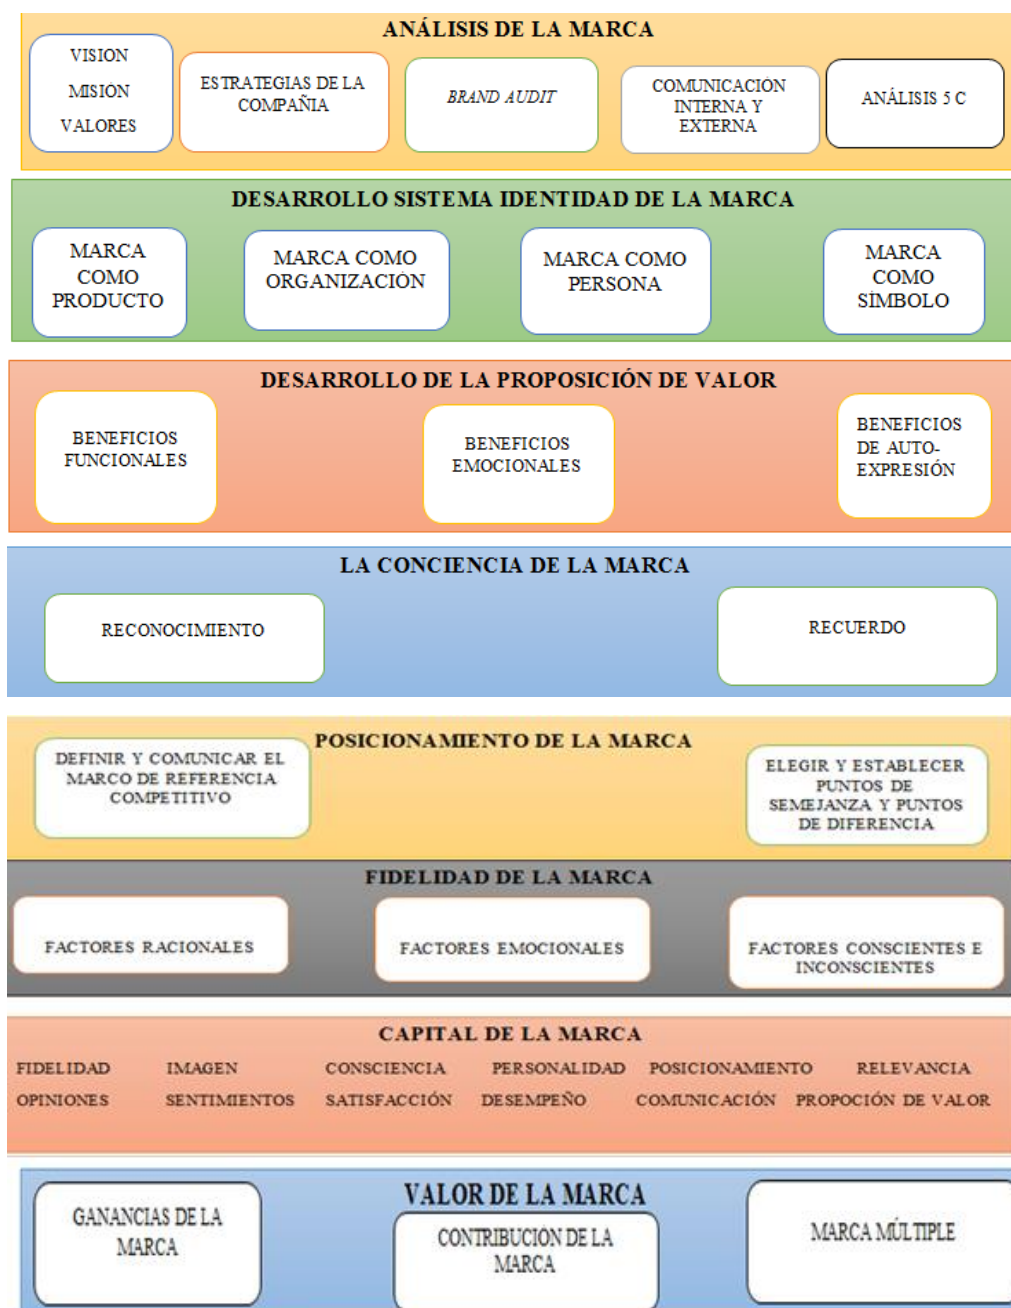 ANÁLISIS DE LA MARCA
VISION
MISIÓN
VALORES
ESTRATEGIAS DE LA
COMPAÑIA
BRAND AUDIT
COMUNICACIÓN
INTERNA Y
EXTERNA
ANÁLISIS 5 C
DESARROLLO SISTEMA IDENTIDAD DE LA MARCA
MARCA
COMO
PRODUCTO
MARCA COMO
ORGANIZACIÓN
MARCA COMO
PERSONA
MARCA
COMO
SÍMBOLO
DESARROLLO DE LA PROPOSICIÓN DE VALOR
BENEFICIOS
FUNCIONALES
BENEFICIOS
EMOCIONALES
BENEFICIOS
DE AUTO-
EXPRESIÓN
LA CONCIENCIA DE LA MARCA
RECONOCIMIENTO
RECUERDO
POSICIONAMIENTO DE LA MARCA
DEFINIR Y COMUNICAR EL
MARCO DE REFERENCIA
COMPETITIVO
ELEGIR Y ESTABLECER
PUNTOS DE
SEMEJANZA Y PUNTOS
DE DIFERENCIA
FIDELIDAD DE LA MARCA
FACTORES RACIONALES
FACTORES EMOCIONALES
FACTORES CONSCIENTES E
INCONSCIENTES
CAPITAL DE LA MARCA
FIDELIDAD IMAGEN CONSCIENCIA PERSONALIDAD POSICIONAMIENTO RELEVANCIA
OPINIONES SENTIMIENTOS SATISFACCIÓN DESEMPEÑO COMUNICACIÓN PROPOCIÓN DE VALOR
VALOR DE LA MARCA
GANANCIAS DE LA
MARCA
CONTRIBUCIÓN DE LA
MARCA
MARCA MÚLTIPLE